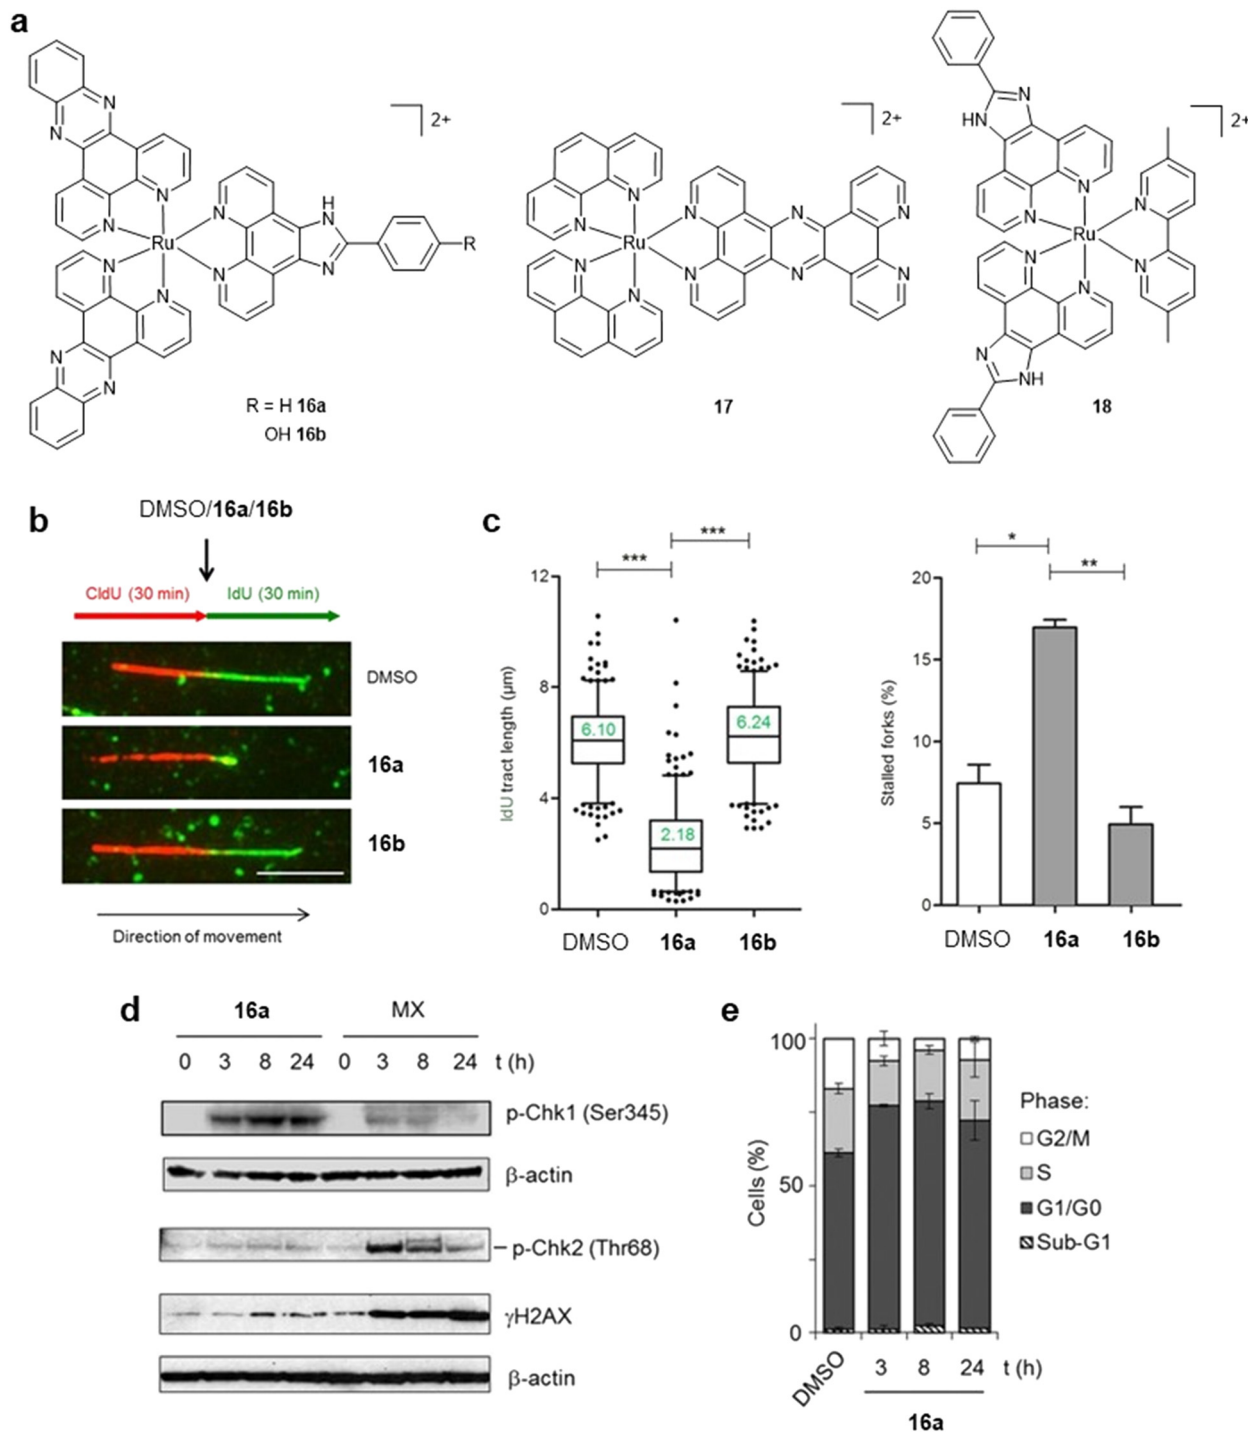 a
2+
2+
2+
N
N
N
N
N
N
H
N
N
Ru
R
N
N
N
N
R = H 16a
OH 16b
N
N
N
N
Ru
N
N
N
N
N
N
17
N
HN
N
N
N
N
Ru
N
N
N
NH
18
b
DMSO/16a/16b
CldU (30 min)
IdU (30 min)
DMSO
16a
16b
Direction of movement
c
***
***
12
8
4
0
IdU tract length (μm)
6.10
2.18
6.24
DMSO
16a
16b
*
**
20
15
10
5
0
Stalled forks (%)
DMSO
16a
16b
d
16a
MX
0 3 8 24 0 3 8 24 t (h)
p-Chk1 (Ser345)
β-actin
p-Chk2 (Thr68)
γH2AX
β-actin
e
100
50
0
Cells (%)
Phase:
G2/M
S
G1/G0
Sub-G1
DMSO 3 8 24 t (h)
16a